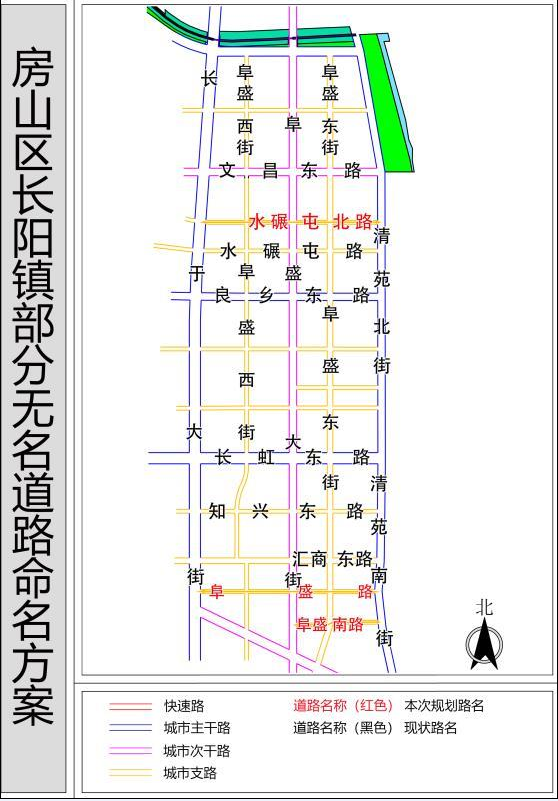 房山区长阳镇部分无名道路命名方案
长于大街
阜盛西街
阜盛东街
阜盛大街
文昌东路
水碾屯北路
水碾屯路
清苑北街
良乡东路
阜盛西街
阜盛东街
长虹东路
清苑南街
知兴东路
汇商东路
阜盛路
阜盛南路
北
快速路
城市主干路
城市次干路
城市支路
道路名称（红色） 本次规划路名
道路名称（黑色） 现状路名